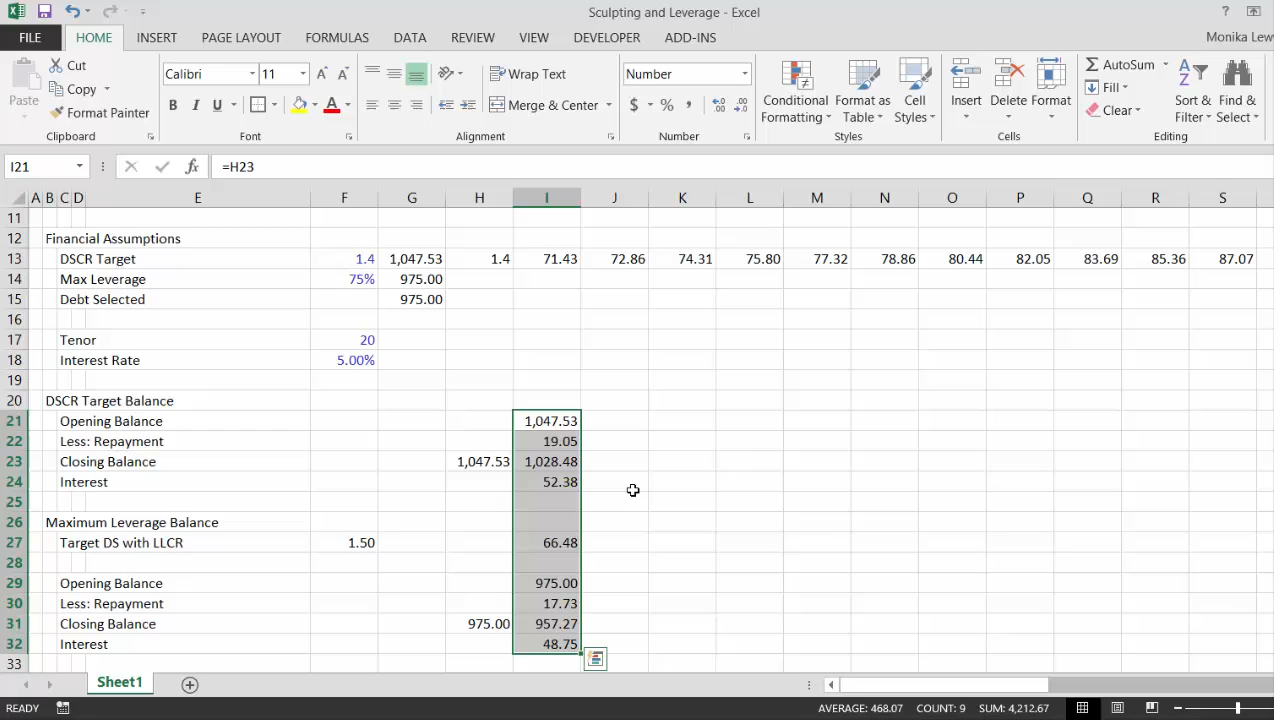 Sculpting and Leverage - Excel
?
FILE HOME INSERT PAGE LAYOUT FORMULAS DATA REVIEW VIEW DEVELOPER ADD-INS Monika Lew
Paste Cut Copy Format Painter
Calibri 11
B I U A
Wrap Text
Merge & Center
Number
$ % ,
Conditional Formatting Format as Table Cell Styles Insert Delete Format
AutoSum Fill Clear Sort & Filter Find & Select
Clipboard Font Alignment Number Styles Cells Editing
I21 fx =H23
A B C D E F G H I J K L M N O P Q R S
11
12 Financial Assumptions
13 DSCR Target 1.4 1,047.53 1.4 71.43 72.86 74.31 75.80 77.32 78.86 80.44 82.05 83.69 85.36 87.07
14 Max Leverage 75% 975.00
15 Debt Selected 975.00
16
17 Tenor 20
18 Interest Rate 5.00%
19
20 DSCR Target Balance
21 Opening Balance 1,047.53
22 Less: Repayment 19.05
23 Closing Balance 1,047.53 1,028.48
24 Interest 52.38
25
26 Maximum Leverage Balance
27 Target DS with LLCR 1.50 66.48
28
29 Opening Balance 975.00
30 Less: Repayment 17.73
31 Closing Balance 975.00 957.27
32 Interest 48.75
33
Sheet1
READY AVERAGE: 468.07 COUNT: 9 SUM: 4,212.67